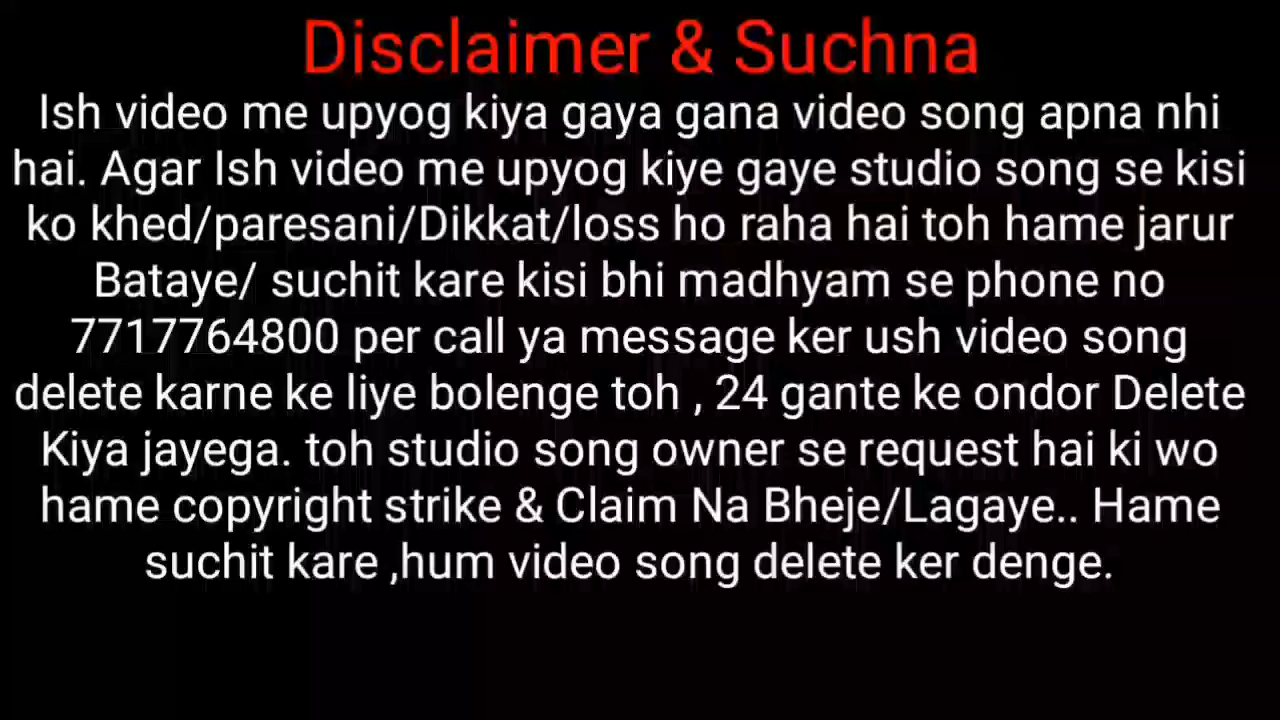 Disclaimer & Suchna
Ish video me upyog kiya gaya gana video song apna nhi
hai. Agar Ish video me upyog kiye gaye studio song se kisi
ko khed/paresani/Dikkat/loss ho raha hai toh hame jarur
Bataye/ suchit kare kisi bhi madhyam se phone no
7717764800 per call ya message ker ush video song
delete karne ke liye bolenge toh , 24 gante ke ondor Delete
Kiya jayega. toh studio song owner se request hai ki wo
hame copyright strike & Claim Na Bheje/Lagaye.. Hame
suchit kare ,hum video song delete ker denge.